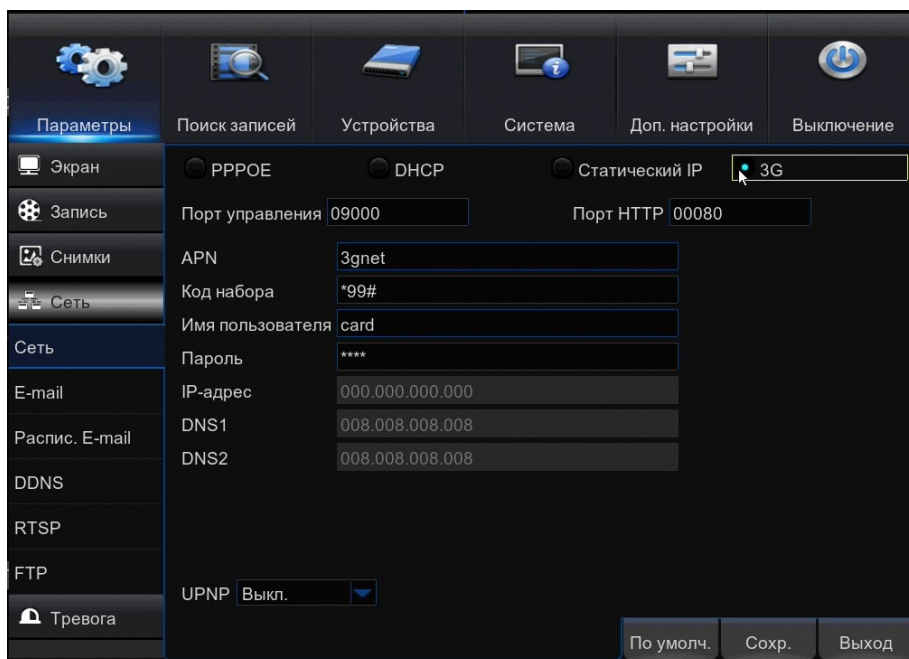 Параметры Поиск записей Устройства Система Доп. настройки Выключение
Экран
Запись
Снимки
Сеть
Сеть
E-mail
Распис. E-mail
DDNS
RTSP
FTP
Тревога
PPPOE DHCP Статический IP 3G
Порт управления 09000 Порт HTTP 00080
APN 3gnet
Код набора *99#
Имя пользователя card
Пароль ****
IP-адрес 000.000.000.000
DNS1 008.008.008.008
DNS2 008.008.008.008
UPNP Выкл.
По умолч. Сохр. Выход